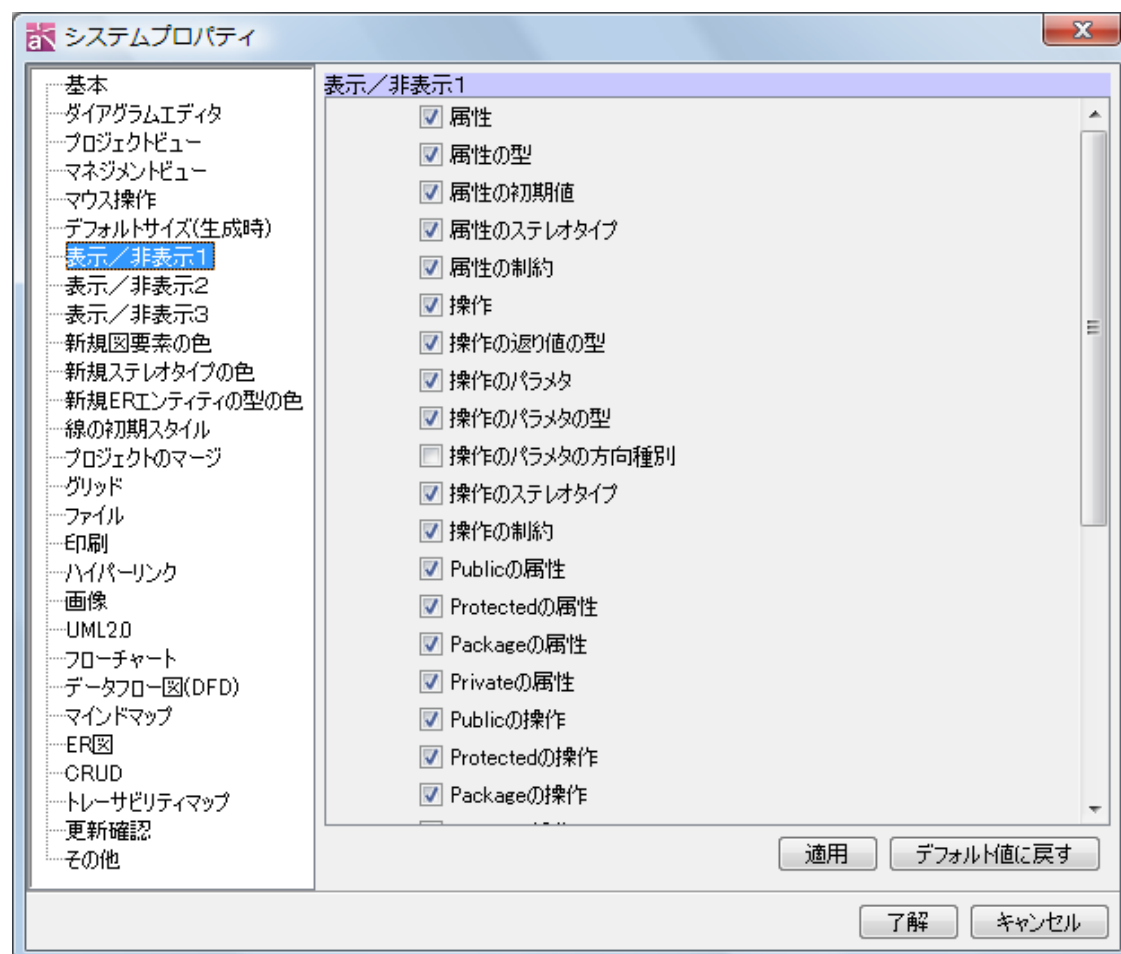 システムプロパティ
基本
ダイアグラムエディタ
プロジェクトビュー
マネジメントビュー
マウス操作
デフォルトサイズ(生成時)
表示／非表示1
表示／非表示2
表示／非表示3
新規図要素の色
新規ステレオタイプの色
新規ERエンティティの型の色
線の初期スタイル
プロジェクトのマージ
グリッド
ファイル
印刷
ハイパーリンク
画像
UML2.0
フローチャート
データフロー図(DFD)
マインドマップ
ER図
CRUD
トレーサビリティマップ
更新確認
その他
表示／非表示1
属性
属性の型
属性の初期値
属性のステレオタイプ
属性の制約
操作
操作の返り値の型
操作のパラメタ
操作のパラメタの型
操作のパラメタの方向種別
操作のステレオタイプ
操作の制約
Publicの属性
Protectedの属性
Packageの属性
Privateの属性
Publicの操作
Protectedの操作
Packageの操作
適用
デフォルト値に戻す
了解
キャンセル